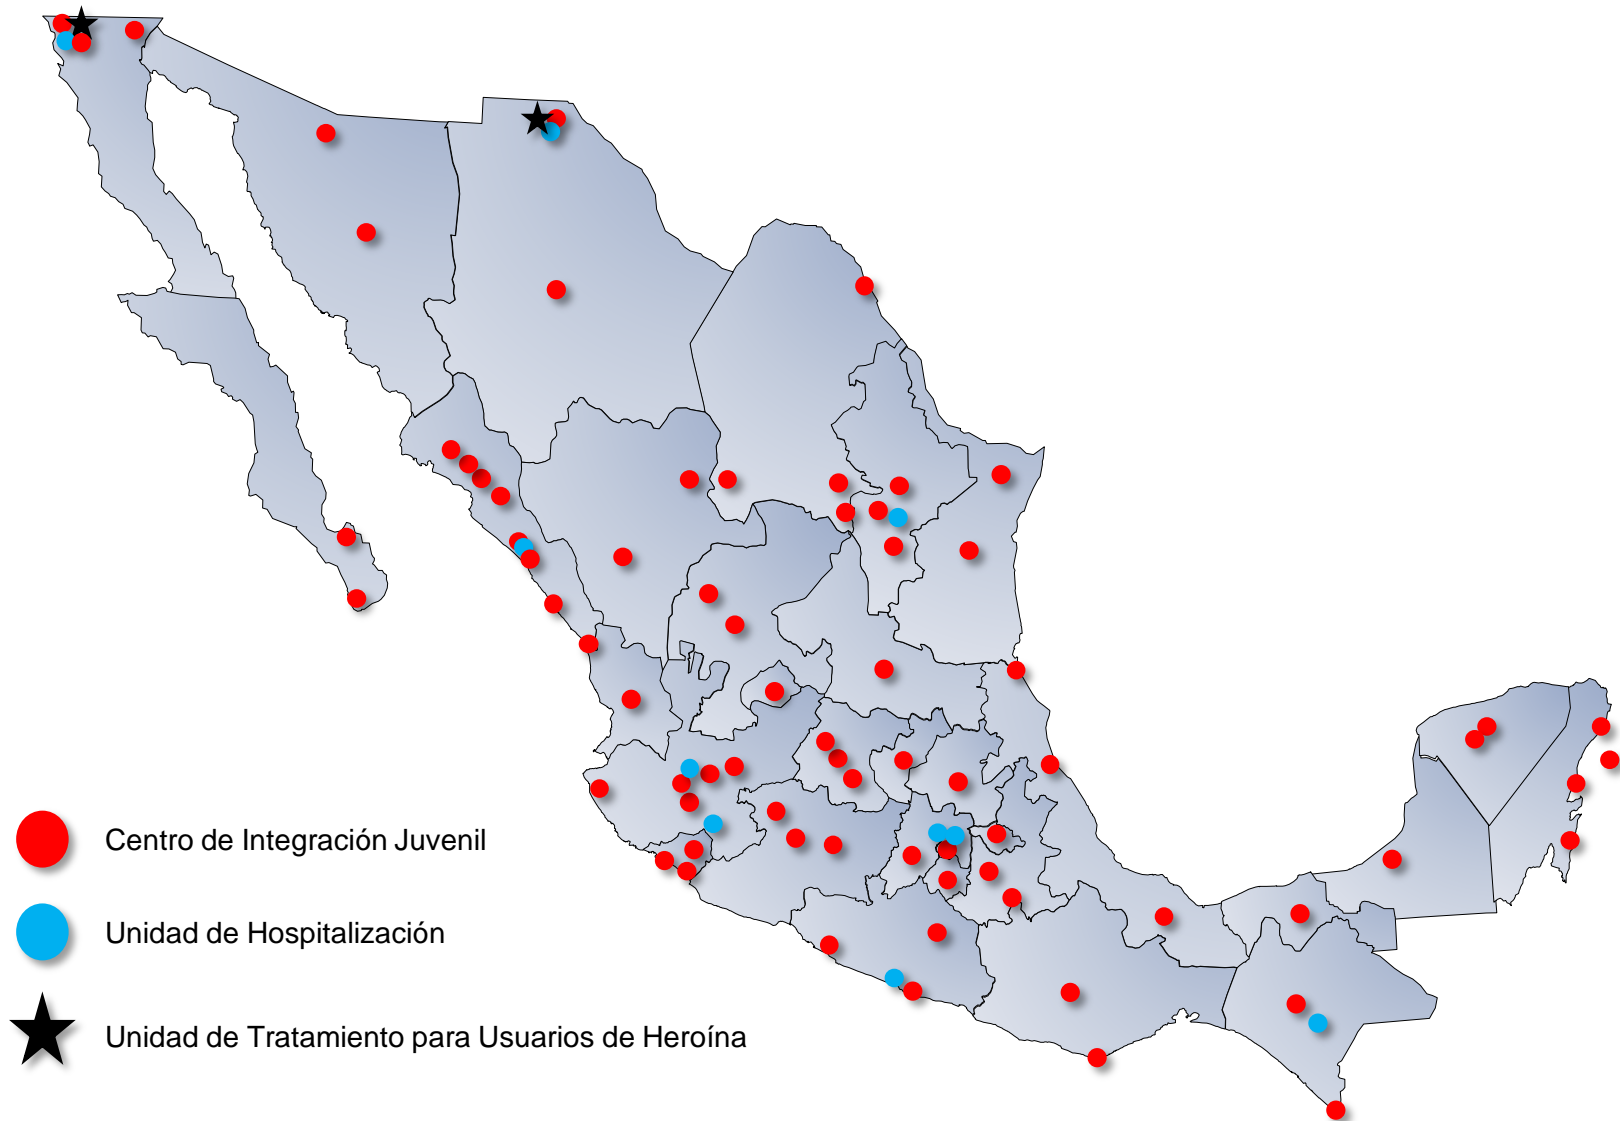 Centro de Integración Juvenil
Unidad de Hospitalización
Unidad de Tratamiento para Usuarios de Heroína